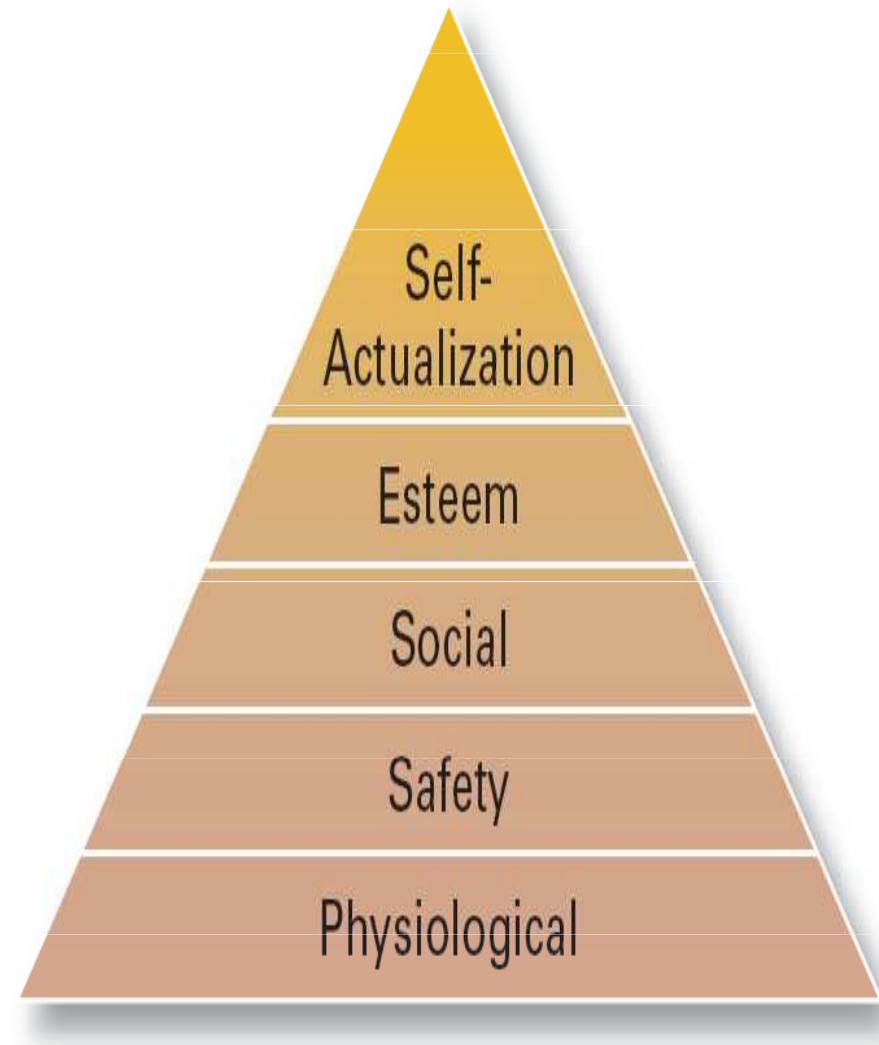 Self-
Actualization
Esteem
Social
Safety
Physiological